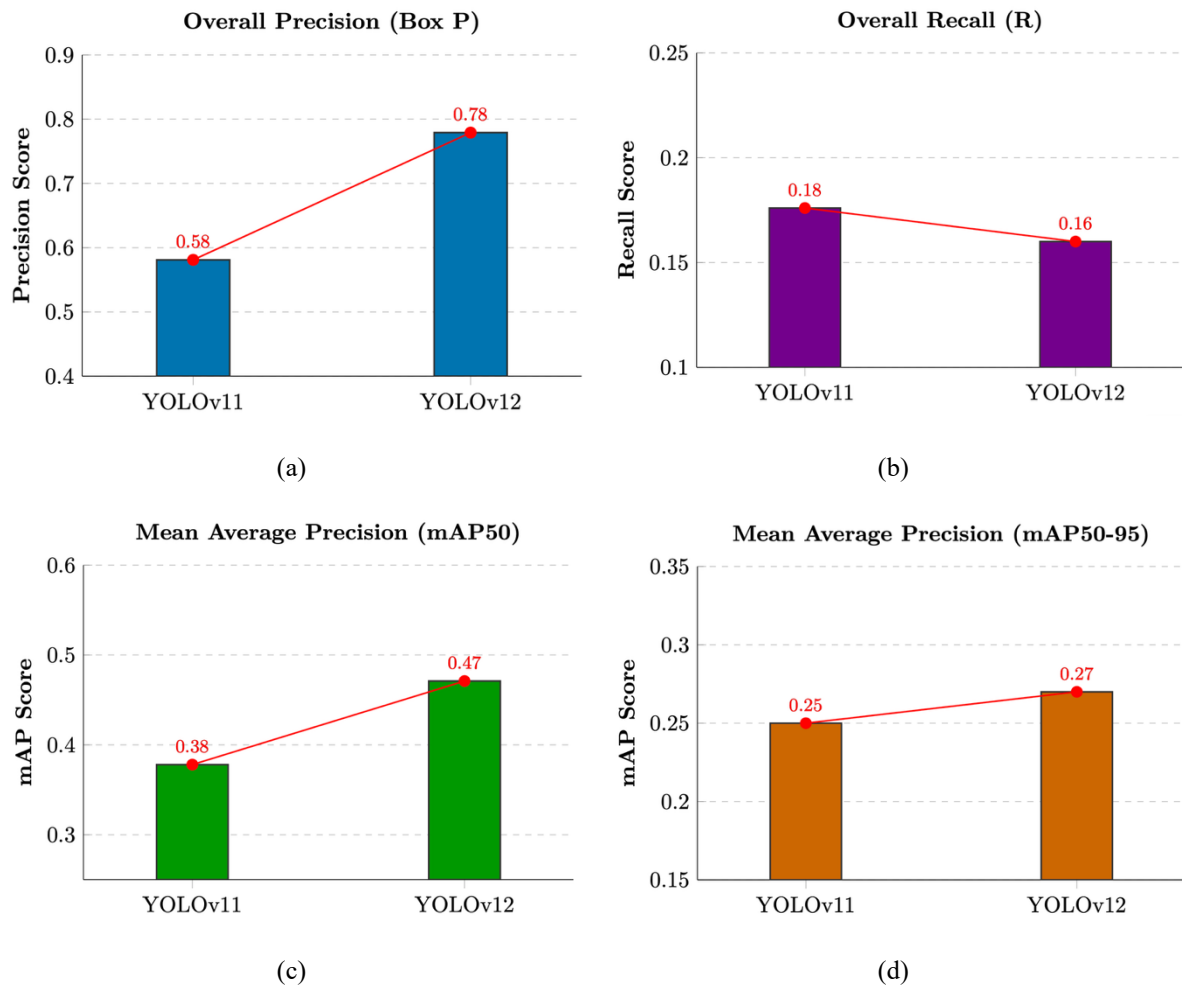 Overall Precision (Box P)
Precision Score
0.9
0.8
0.7
0.6
0.5
0.4
0.58
0.78
YOLOv11
YOLOv12
(a)
Overall Recall (R)
Recall Score
0.25
0.2
0.15
0.1
0.18
0.16
YOLOv11
YOLOv12
(b)
Mean Average Precision (mAP50)
mAP Score
0.6
0.5
0.4
0.3
0.38
0.47
YOLOv11
YOLOv12
(c)
Mean Average Precision (mAP50-95)
mAP Score
0.35
0.3
0.25
0.2
0.15
0.25
0.27
YOLOv11
YOLOv12
(d)